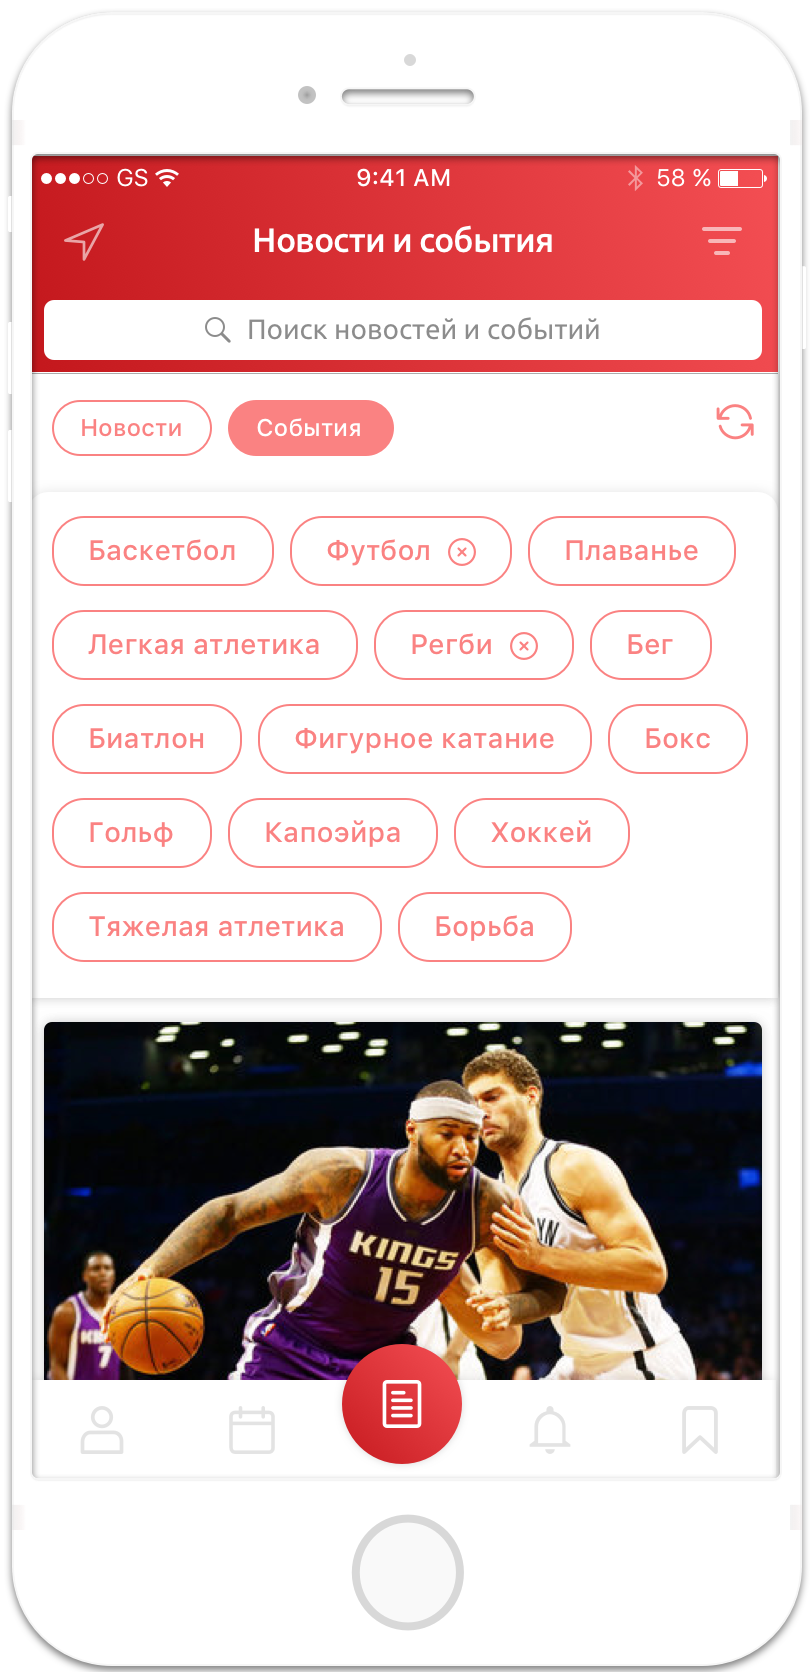 GS 9:41 AM 58 %
Новости и события
Поиск новостей и событий
Новости События
Баскетбол Футбол Плаванье
Легкая атлетика Регби Бег
Биатлон Фигурное катание Бокс
Гольф Капоэйра Хоккей
Тяжелая атлетика Борьба
KINGS
15
7